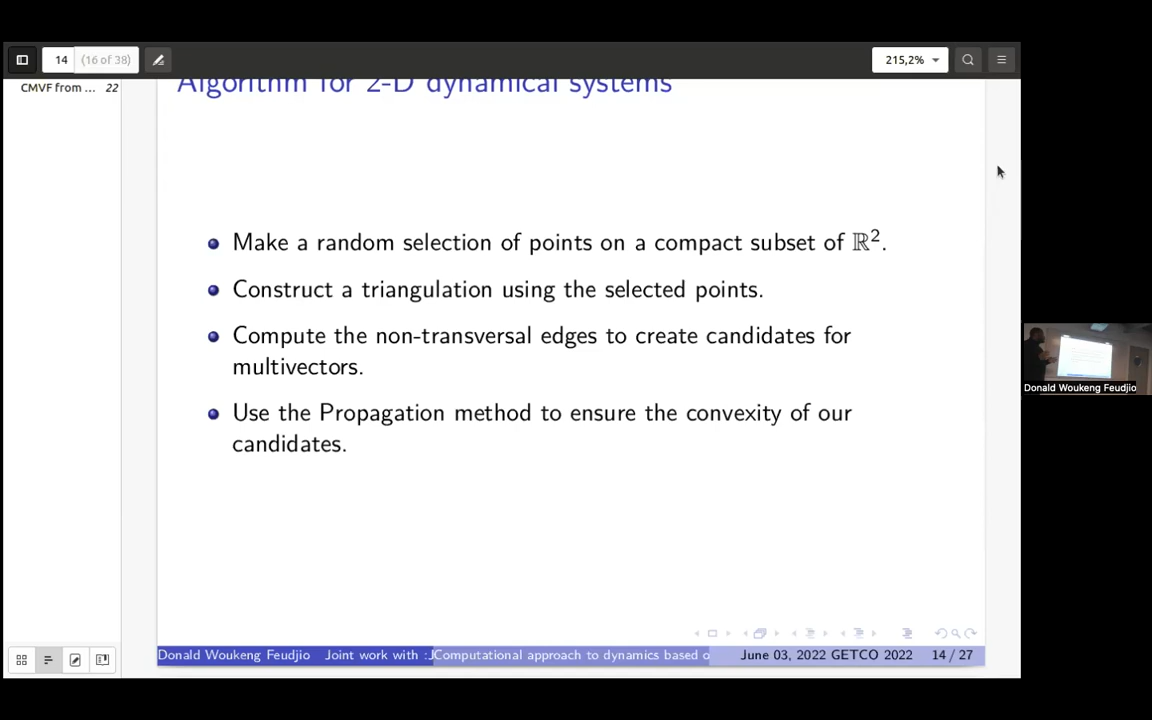 14 (16 of 38) 215,2%
CMVF from ... 22
Algorithm for 2-D dynamical systems
Make a random selection of points on a compact subset of ℝ².
Construct a triangulation using the selected points.
Compute the non-transversal edges to create candidates for
multivectors.
Use the Propagation method to ensure the convexity of our
candidates.
Donald Woukeng Feudjio
Donald Woukeng Feudjio Joint work with :J Computational approach to dynamics based o June 03, 2022 GETCO 2022 14 / 27